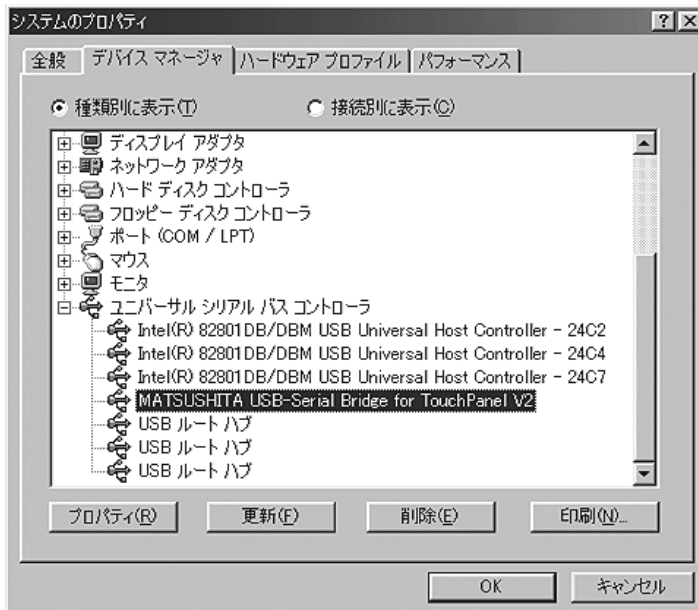 システムのプロパティ
全般 デバイス マネージャ ハードウェア プロファイル パフォーマンス
種類別に表示(T) 接続別に表示(C)
ディスプレイ アダプタ
ネットワーク アダプタ
ハード ディスク コントローラ
フロッピー ディスク コントローラ
ポート (COM / LPT)
マウス
モニタ
ユニバーサル シリアル バス コントローラ
Intel(R) 82801DB/DBM USB Universal Host Controller - 24C2
Intel(R) 82801DB/DBM USB Universal Host Controller - 24C4
Intel(R) 82801DB/DBM USB Universal Host Controller - 24C7
MATSUSHITA USB-Serial Bridge for TouchPanel V2
USB ルート ハブ
USB ルート ハブ
USB ルート ハブ
プロパティ(R) 更新(F) 削除(E) 印刷(N)...
OK キャンセル